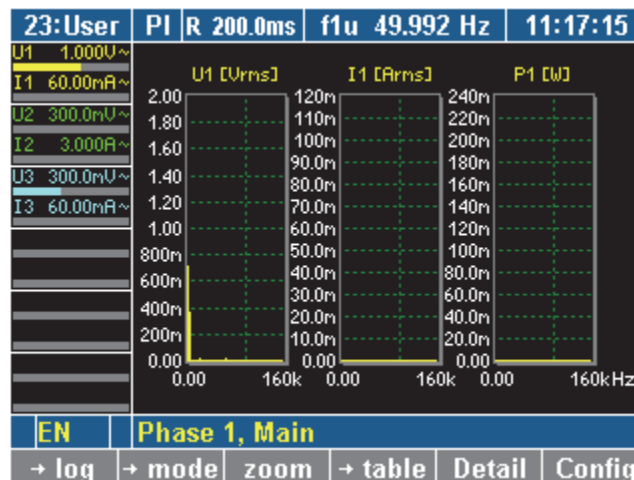 23:User PI R 200.0ms f1u 49.992 Hz 11:17:15
U1 1.000V~
I1 60.00mA~
U2 300.0mV~
I2 3.000A~
U3 300.0mV~
I3 60.00mA~
U1 [Vrms] I1 [Arms] P1 [W]
2.00 120m 240m
1.80 110m 220m
1.60 100m 200m
1.40 90.0m 180m
1.20 80.0m 160m
1.00 70.0m 140m
800m 60.0m 120m
600m 50.0m 100m
400m 40.0m 80.0m
200m 30.0m 60.0m
0.00 20.0m 40.0m
10.0m 20.0m
0.00 0.00
0.00 160k 0.00 160k 0.00 160kHz
EN Phase 1, Main
→ log → mode zoom → table Detail Config